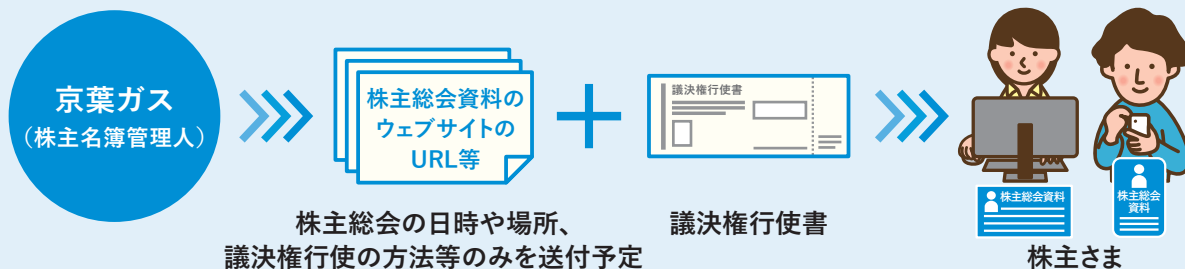 京葉ガス
（株主名簿管理人）
株主総会資料の
ウェブサイトの
URL等
議決権行使書
株主総会資料
株主総会
資料
株主総会の日時や場所、
議決権行使の方法等のみを送付予定
議決権行使書
株主さま